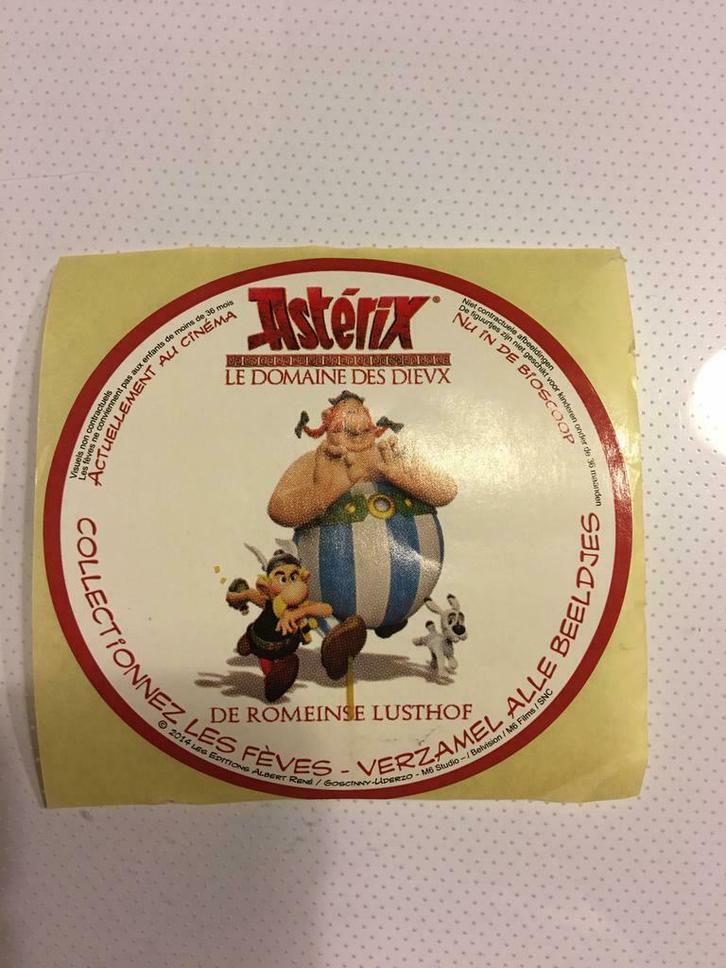 Astérix®
LE DOMAINE DES DIEVX
Visuels non contractuels
Les fèves ne conviennent pas aux enfants de moins de 36 mois
ACTUELLEMENT AU CINÉMA
Niet contractuele afbeeldingen
De figuurtjes zijn niet geschikt voor kinderen onder de 36 maanden
NU IN DE BIOSCOOP
DE ROMEINSE LUSTHOF
COLLECTIONNEZ LES FÈVES - VERZAMEL ALLE BEELDJES
© 2014 LES EDITIONS ALBERT RENÉ / GOSCINNY-UDERZO - M6 Studio - / Belvision / M6 Films / SNC